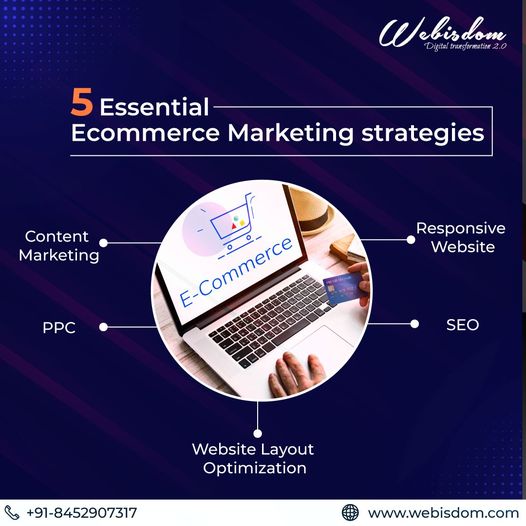 Webisdom
Digital transformation 2.0
5 Essential
Ecommerce Marketing strategies
Content
Marketing
Responsive
Website
E-Commerce
PPC
SEO
Website Layout
Optimization
+91-8452907317
www.webisdom.com